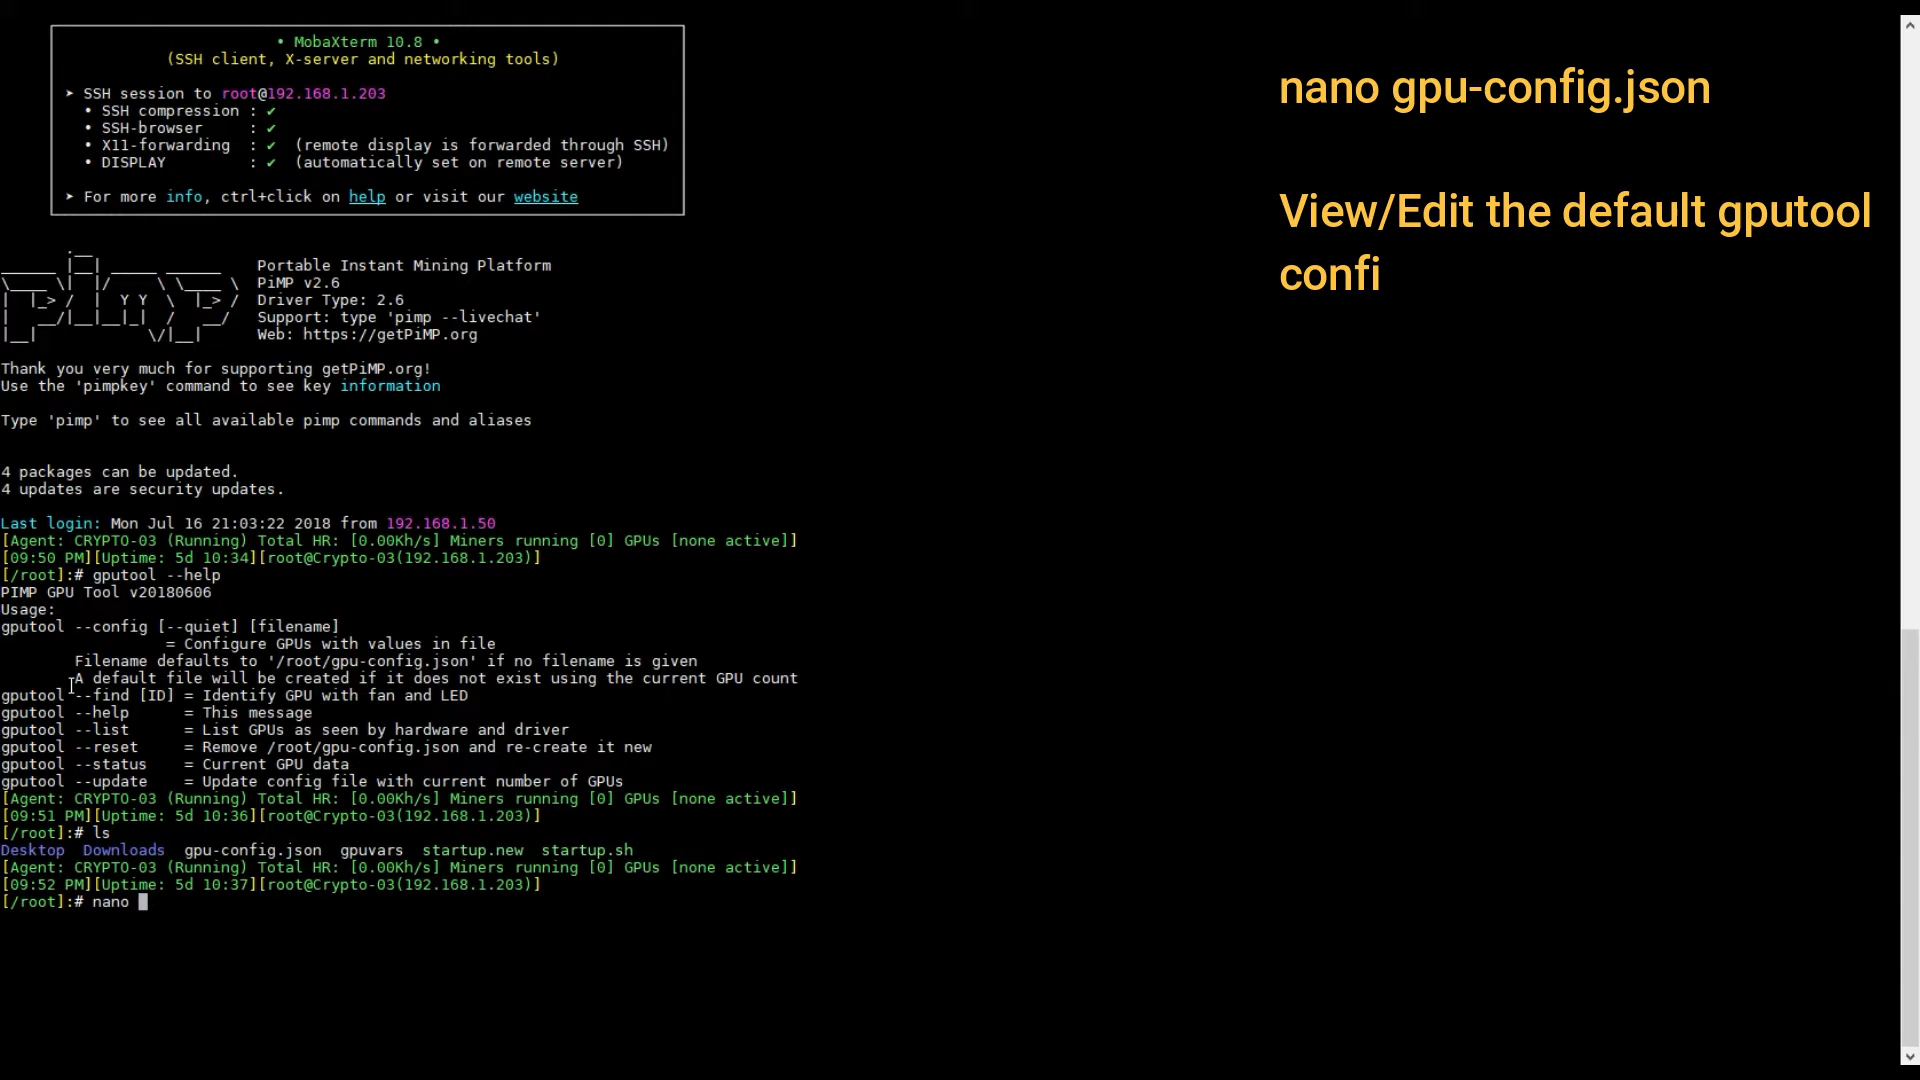 • MobaXterm 10.8 •
(SSH client, X-server and networking tools)
➤ SSH session to root@192.168.1.203
• SSH compression : ✔
• SSH-browser : ✔
• X11-forwarding : ✔ (remote display is forwarded through SSH)
• DISPLAY : ✔ (automatically set on remote server)
➤ For more info, ctrl+click on help or visit our website
Portable Instant Mining Platform
PiMP v2.6
Driver Type: 2.6
Support: type 'pimp --livechat'
Web: https://getPiMP.org
Thank you very much for supporting getPiMP.org!
Use the 'pimpkey' command to see key information
Type 'pimp' to see all available pimp commands and aliases
4 packages can be updated.
4 updates are security updates.
Last login: Mon Jul 16 21:03:22 2018 from 192.168.1.50
[Agent: CRYPTO-03 (Running) Total HR: [0.00Kh/s] Miners running [0] GPUs [none active]]
[09:50 PM][Uptime: 5d 10:34][root@Crypto-03(192.168.1.203)]
[/root]:# gputool --help
PIMP GPU Tool v20180606
Usage:
gputool --config [--quiet] [filename]
= Configure GPUs with values in file
Filename defaults to '/root/gpu-config.json' if no filename is given
A default file will be created if it does not exist using the current GPU count
gputool --find [ID] = Identify GPU with fan and LED
gputool --help = This message
gputool --list = List GPUs as seen by hardware and driver
gputool --reset = Remove /root/gpu-config.json and re-create it new
gputool --status = Current GPU data
gputool --update = Update config file with current number of GPUs
[Agent: CRYPTO-03 (Running) Total HR: [0.00Kh/s] Miners running [0] GPUs [none active]]
[09:51 PM][Uptime: 5d 10:36][root@Crypto-03(192.168.1.203)]
[/root]:# ls
Desktop Downloads gpu-config.json gpuvars startup.new startup.sh
[Agent: CRYPTO-03 (Running) Total HR: [0.00Kh/s] Miners running [0] GPUs [none active]]
[09:52 PM][Uptime: 5d 10:37][root@Crypto-03(192.168.1.203)]
[/root]:# nano
nano gpu-config.json
View/Edit the default gputool
confi